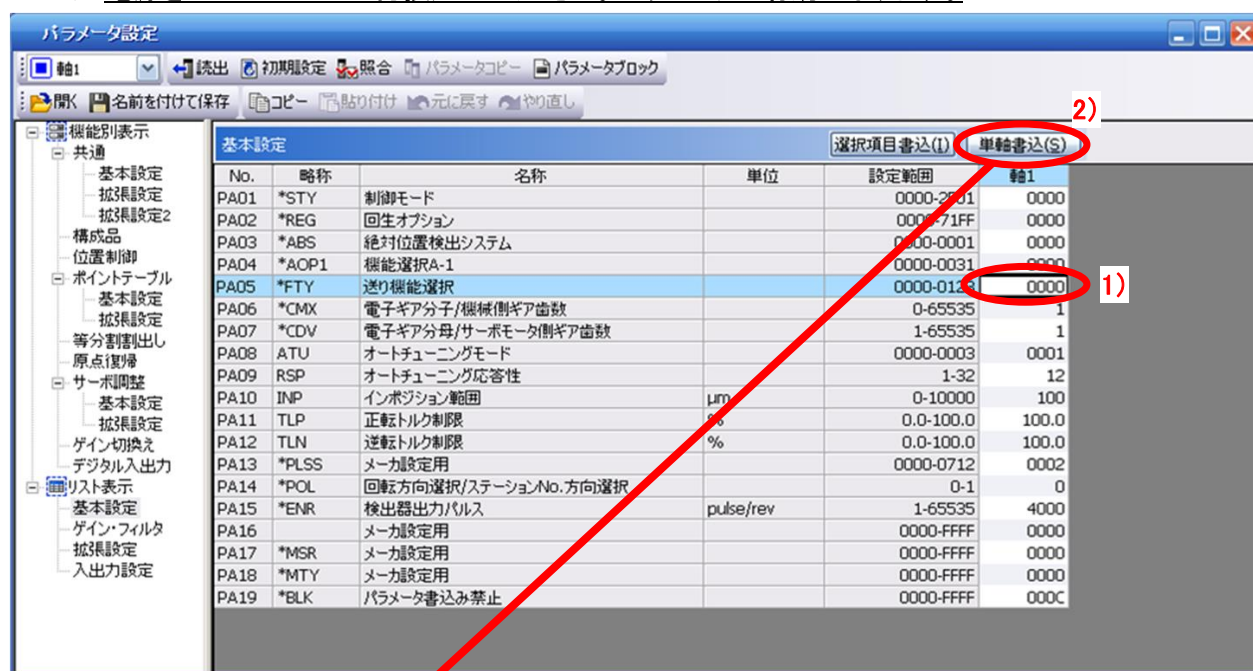 パラメータ設定
軸1 読出 初期設定 照合 パラメータコピー パラメータブロック
開く 名前を付けて保存 コピー 貼り付け 元に戻す やり直し
2)
機能別表示
共通
基本設定
拡張設定
拡張設定2
構成品
位置制御
ポイントテーブル
基本設定
拡張設定
等分割割出し
原点復帰
サーボ調整
基本設定
拡張設定
ゲイン切換え
デジタル入出力
リスト表示
基本設定
ゲイン・フィルタ
拡張設定
入出力設定
基本設定 選択項目書込(I) 単軸書込(S)
No. 略称 名称 単位 設定範囲 軸1
PA01 *STY 制御モード 0000
PA02 *REG 回生オプション 0000-71FF 0000
PA03 *ABS 絶対位置検出システム 0000-0001 0000
PA04 *AOP1 機能選択A-1 0000-0031 0000
PA05 *FTY 送り機能選択 0000
1)
PA06 *CMX 電子ギア分子/機械側ギア歯数 0-65535 1
PA07 *CDV 電子ギア分母/サーボモータ側ギア歯数 1-65535 1
PA08 ATU オートチューニングモード 0000-0003 0001
PA09 RSP オートチューニング応答性 1-32 12
PA10 INP インポジション範囲 μm 0-10000 100
PA11 TLP 正転トルク制限 % 0.0-100.0 100.0
PA12 TLN 逆転トルク制限 % 0.0-100.0 100.0
PA13 *PLSS メーカ設定用 0000-0712 0002
PA14 *POL 回転方向選択/ステーションNo.方向選択 0-1 0
PA15 *ENR 検出器出力パルス pulse/rev 1-65535 4000
PA16 メーカ設定用 0000-FFFF 0000
PA17 *MSR メーカ設定用 0000-FFFF 0000
PA18 *MTY メーカ設定用 0000-FFFF 0000
PA19 *BLK パラメータ書込み禁止 0000-FFFF 000C